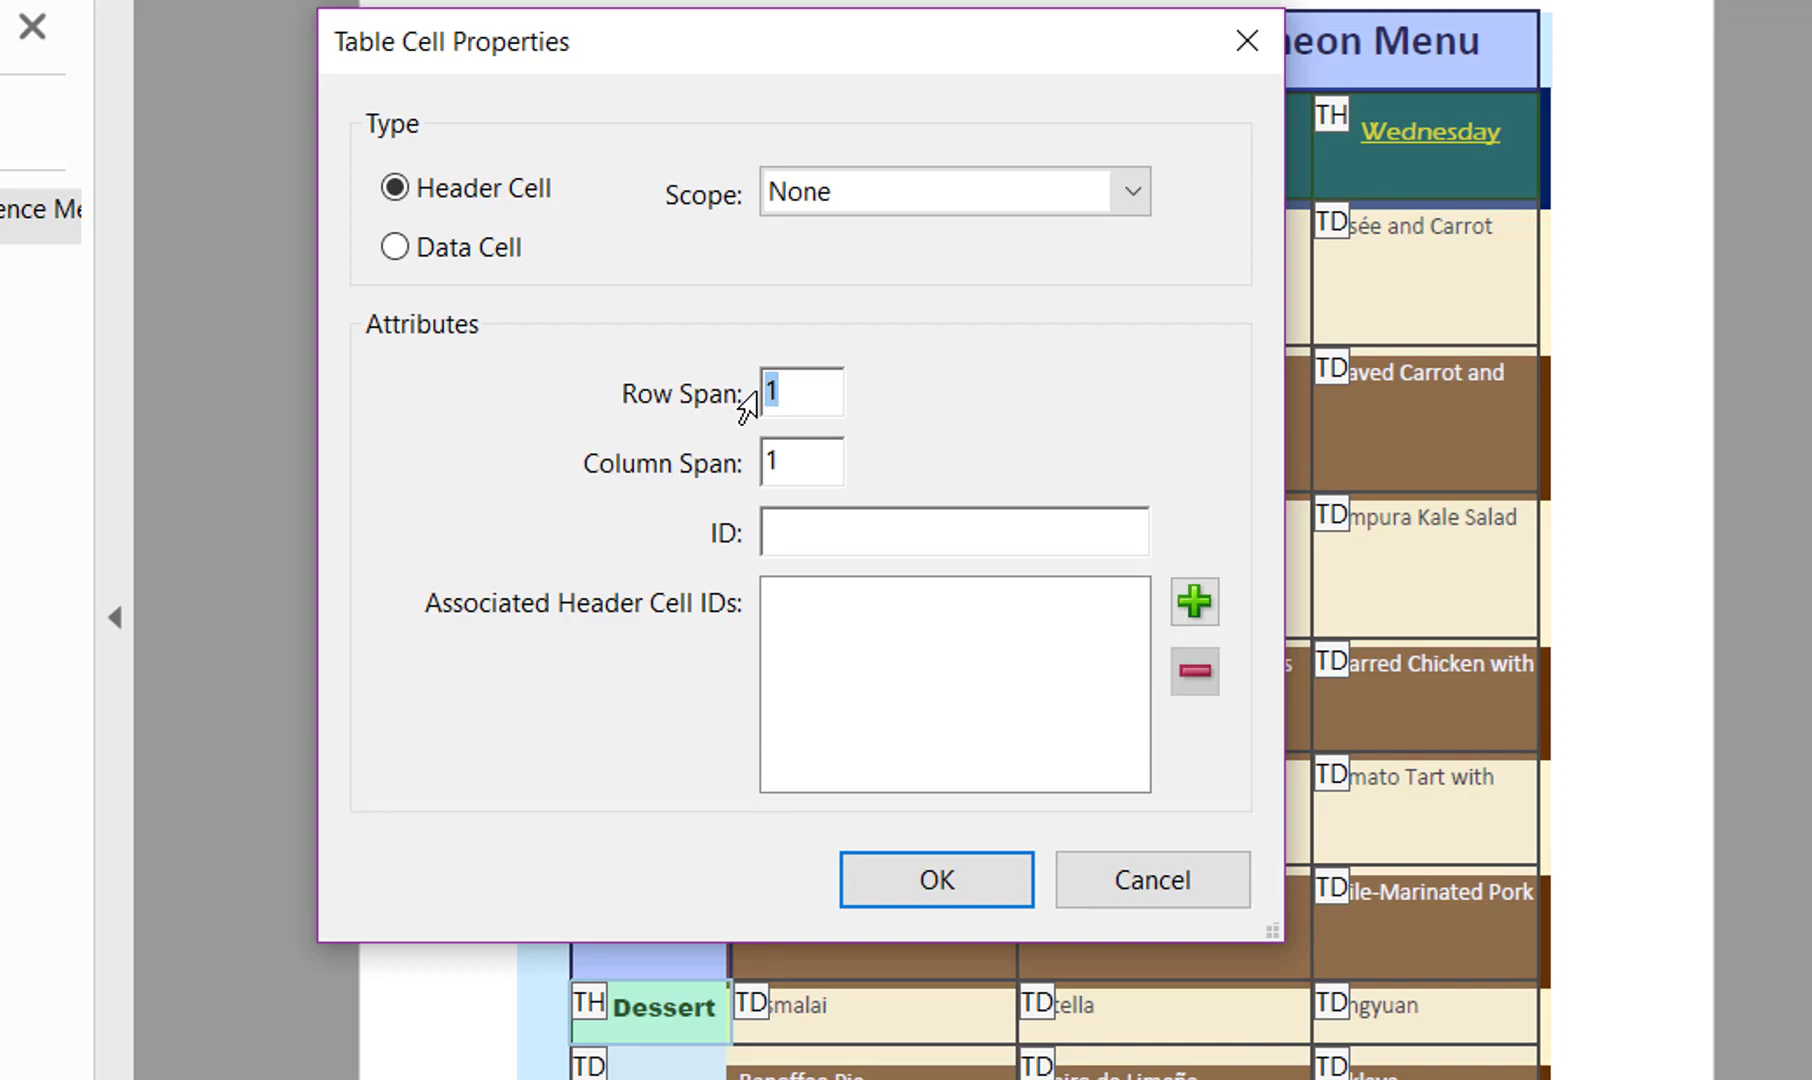 Table Cell Properties
eon Menu
Type
TH Wednesday
Header Cell
Scope: None
ence Me
TD sée and Carrot
Data Cell
Attributes
TD aved Carrot and
Row Span: 1
Column Span: 1
TD mpura Kale Salad
ID:
Associated Header Cell IDs:
s TD arred Chicken with
TD mato Tart with
OK Cancel
TD ile-Marinated Pork
TH Dessert TD smalai TD tella TD ngyuan
TD TD TD